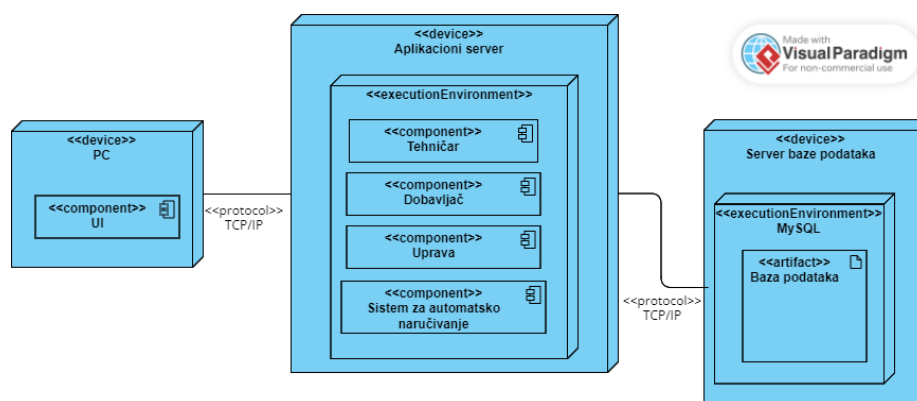 <<device>>
PC
<<component>>
UI
<<protocol>>
TCP/IP
<<device>>
Aplikacioni server
<<executionEnvironment>>
<<component>>
Tehničar
<<component>>
Dobavljač
<<component>>
Uprava
<<component>>
Sistem za automatsko
naručivanje
<<protocol>>
TCP/IP
Made with
Visual Paradigm
For non-commercial use
<<device>>
Server baze podataka
<<executionEnvironment>>
MySQL
<<artifact>>
Baza podataka